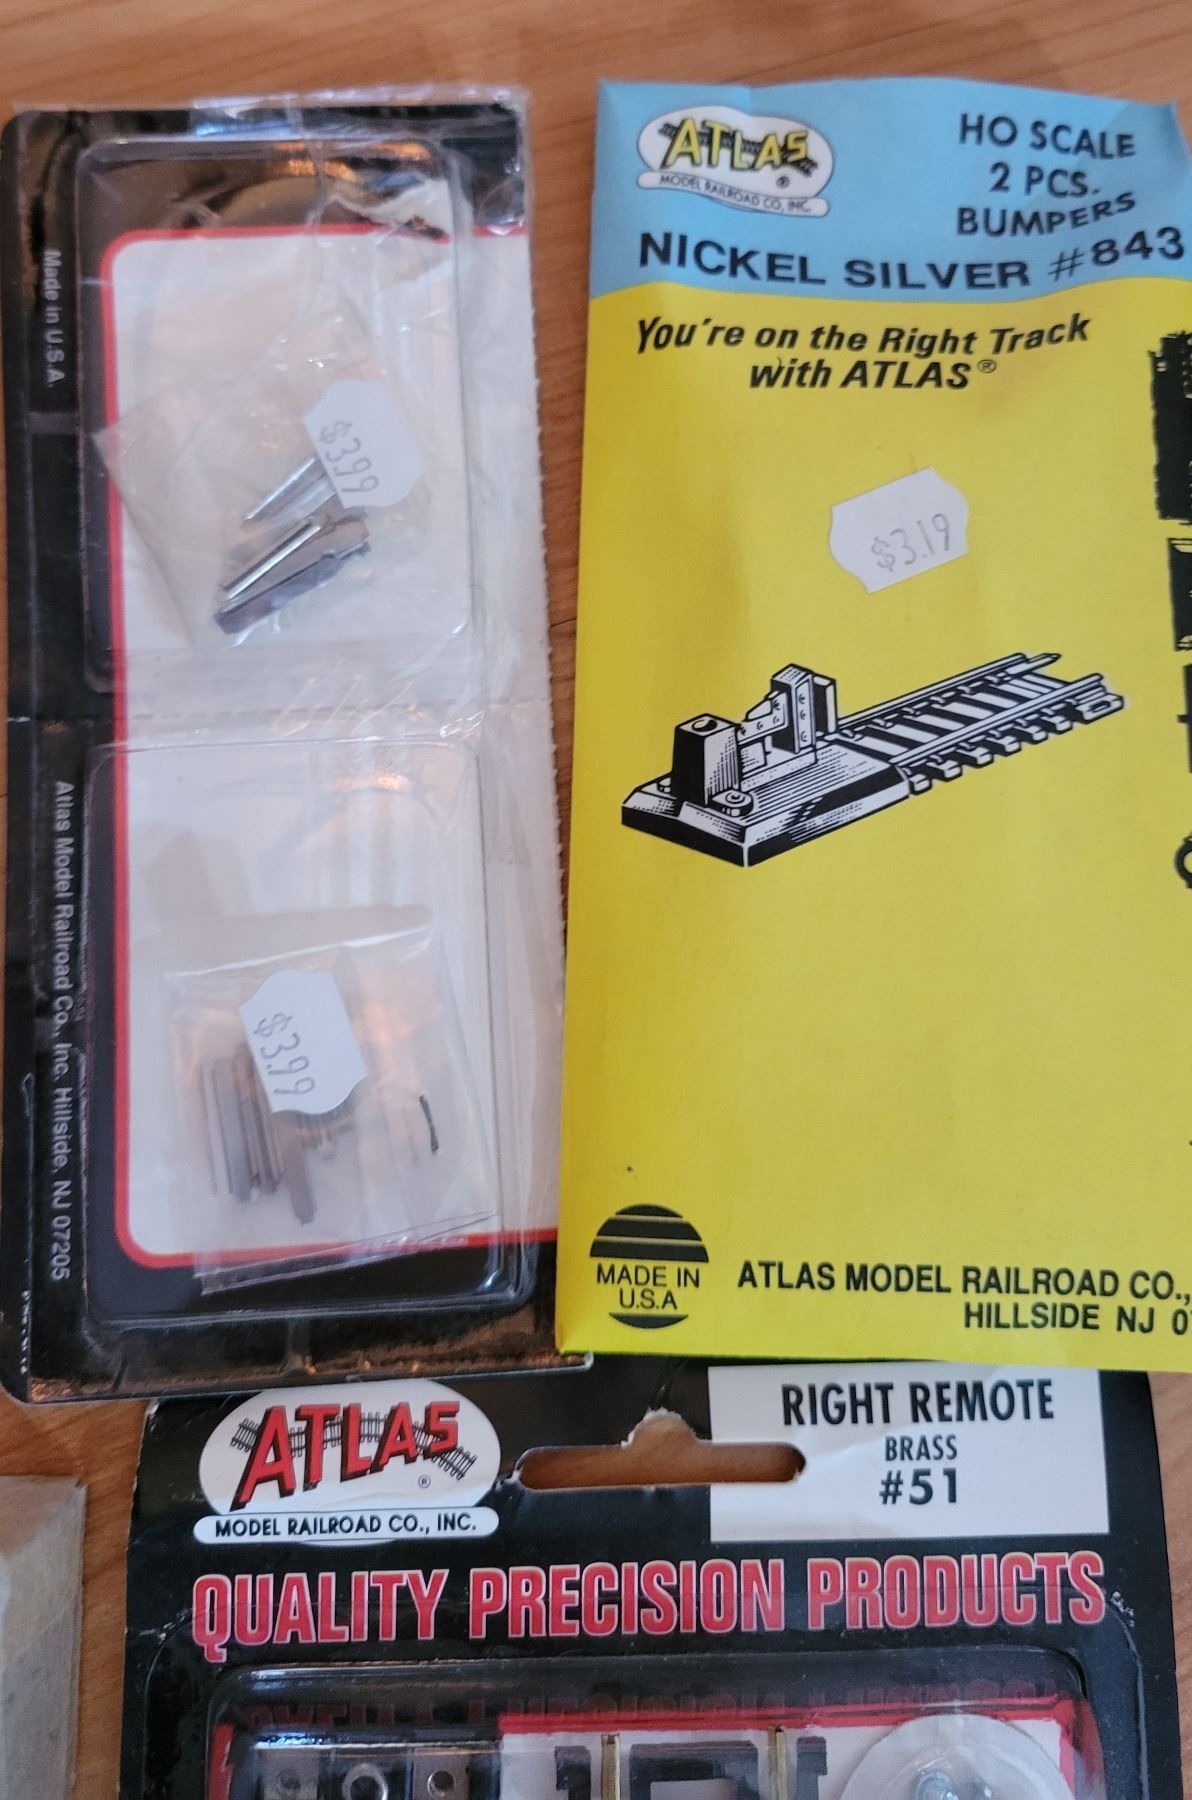 Made in U.S.A.
$3.99
$3.99
Atlas Model Railroad Co., Inc. Hillside, NJ 07205
ATLAS
®
MODEL RAILROAD CO., INC.
HO SCALE
2 PCS.
BUMPERS
NICKEL SILVER #843
You're on the Right Track
with ATLAS®
$3.19
MADE IN
U.S.A
ATLAS MODEL RAILROAD CO.,
HILLSIDE NJ
ATLAS
®
MODEL RAILROAD CO., INC.
RIGHT REMOTE
BRASS
#51
QUALITY PRECISION PRODUCTS